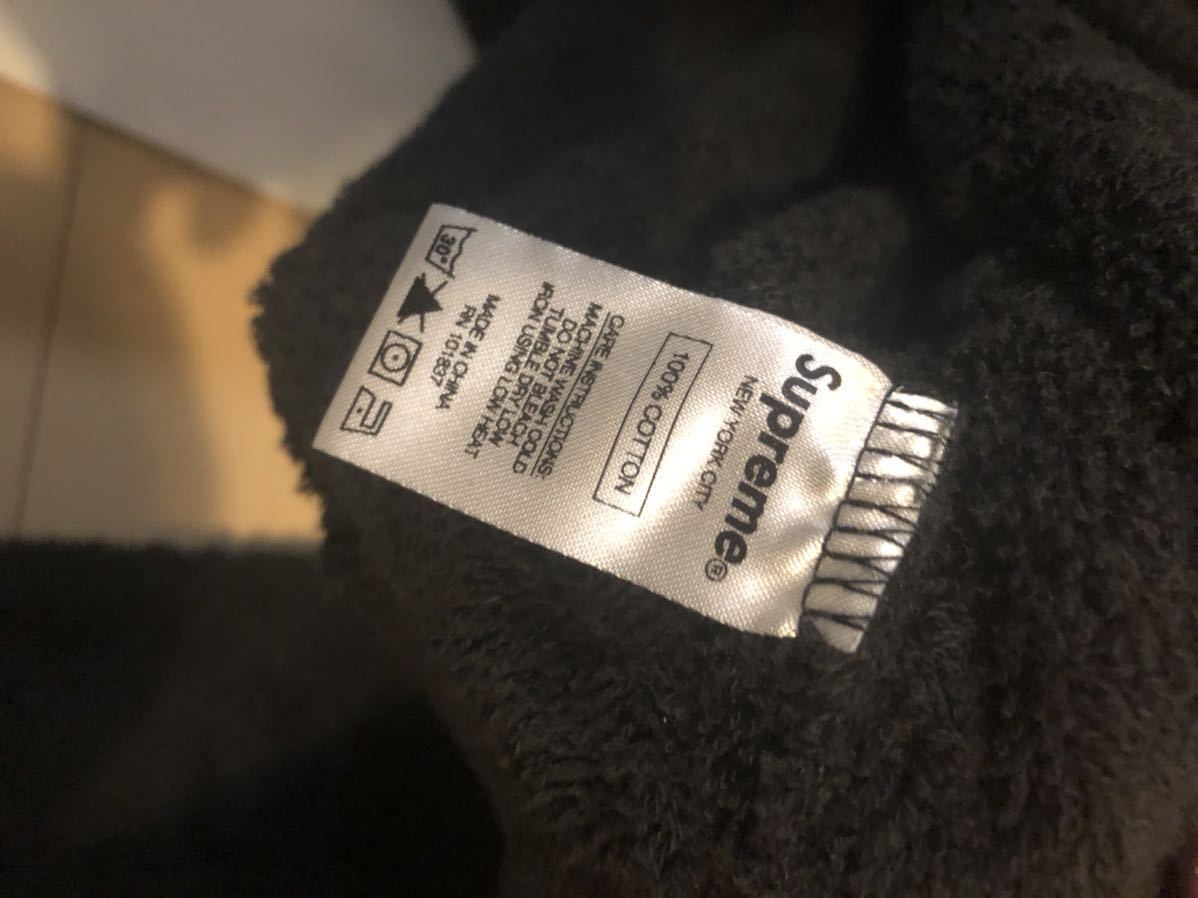 Supreme®
NEW YORK CITY
100% COTTON
CARE INSTRUCTIONS:
MACHINE WASH COLD
DO NOT BLEACH
TUMBLE DRY LOW
IRON USING LOW HEAT
MADE IN CHINA
RN 101837
30°